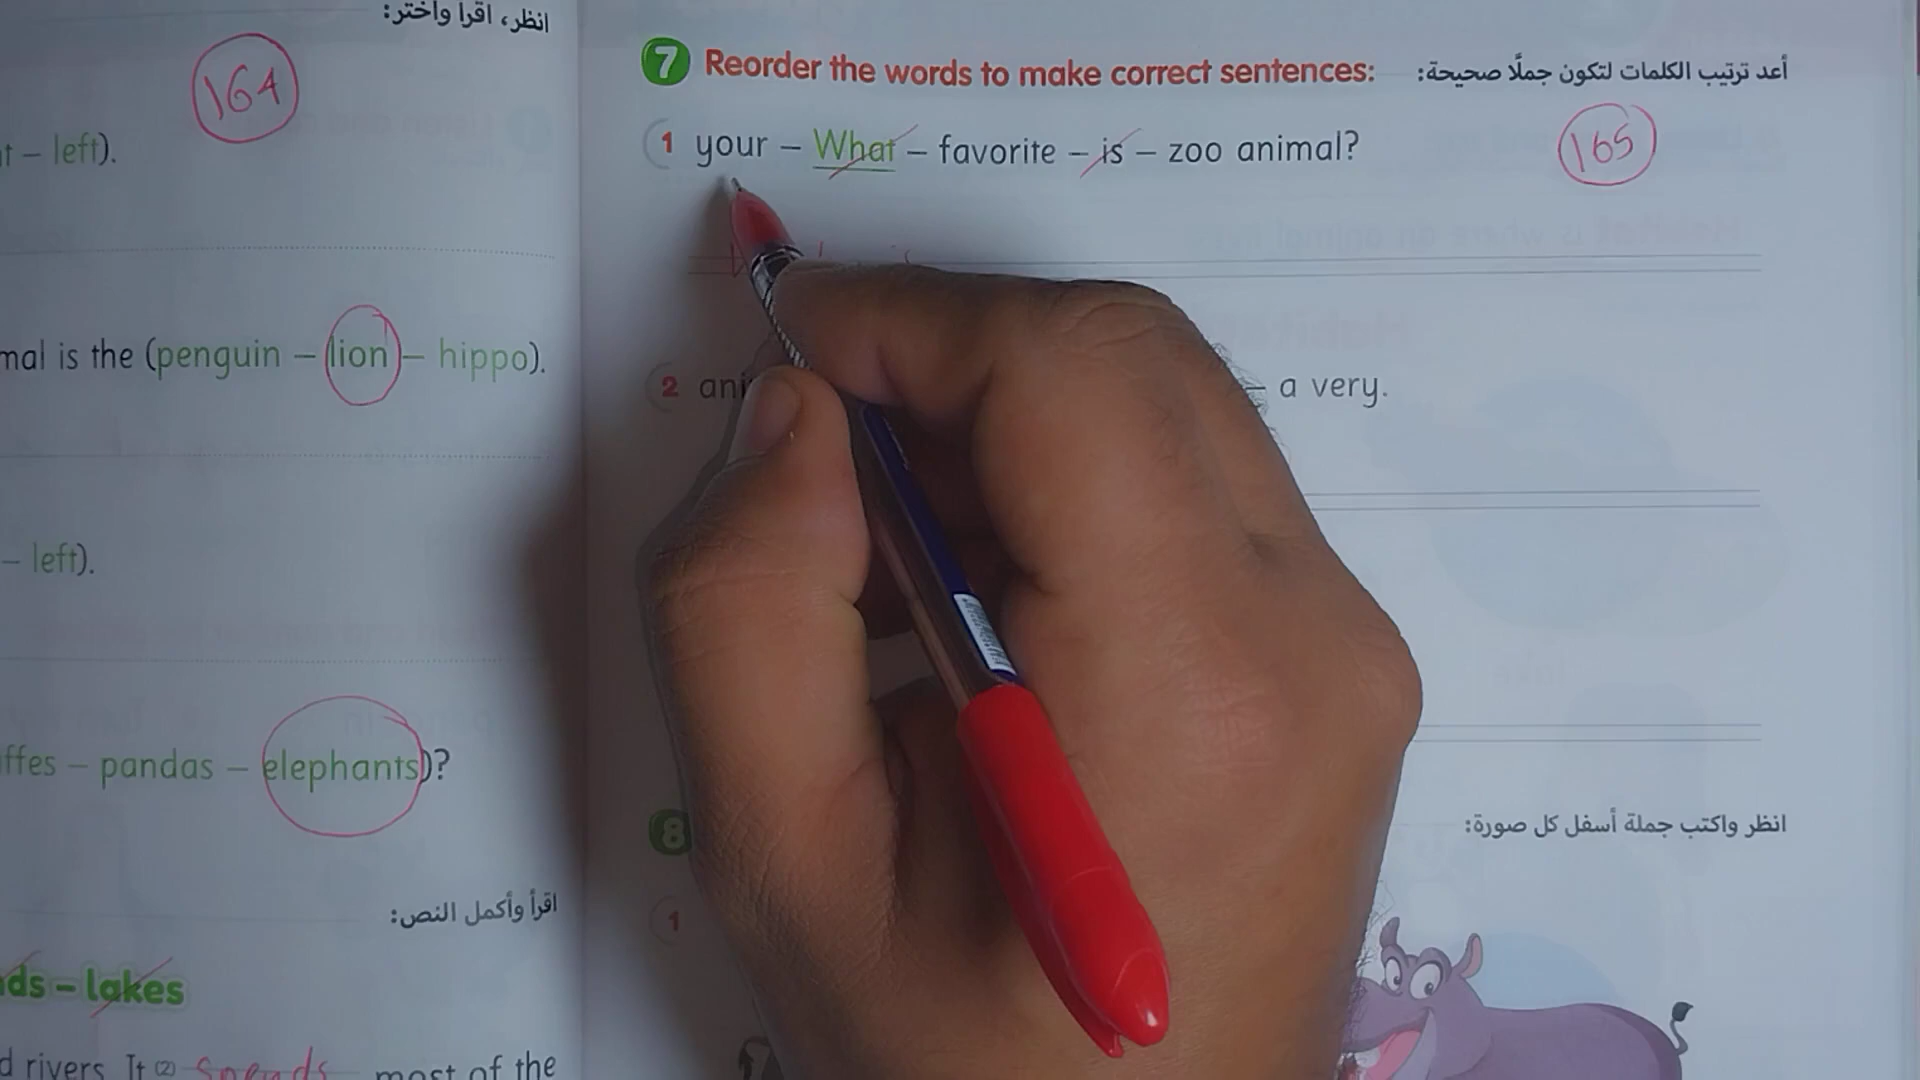 انظر، اقرأ واختر:
164
– left).
mal is the (penguin – lion – hippo).
– left).
ffes – pandas – elephants)?
اقرأ وأكمل النص:
ds – lakes
d rivers. It (2) Spends most of the
7 Reorder the words to make correct sentences: أعد ترتيب الكلمات لتكون جملًا صحيحة:
1 your – What – favorite – is – zoo animal?
165
2 ani – a very.
8 انظر واكتب جملة أسفل كل صورة:
1